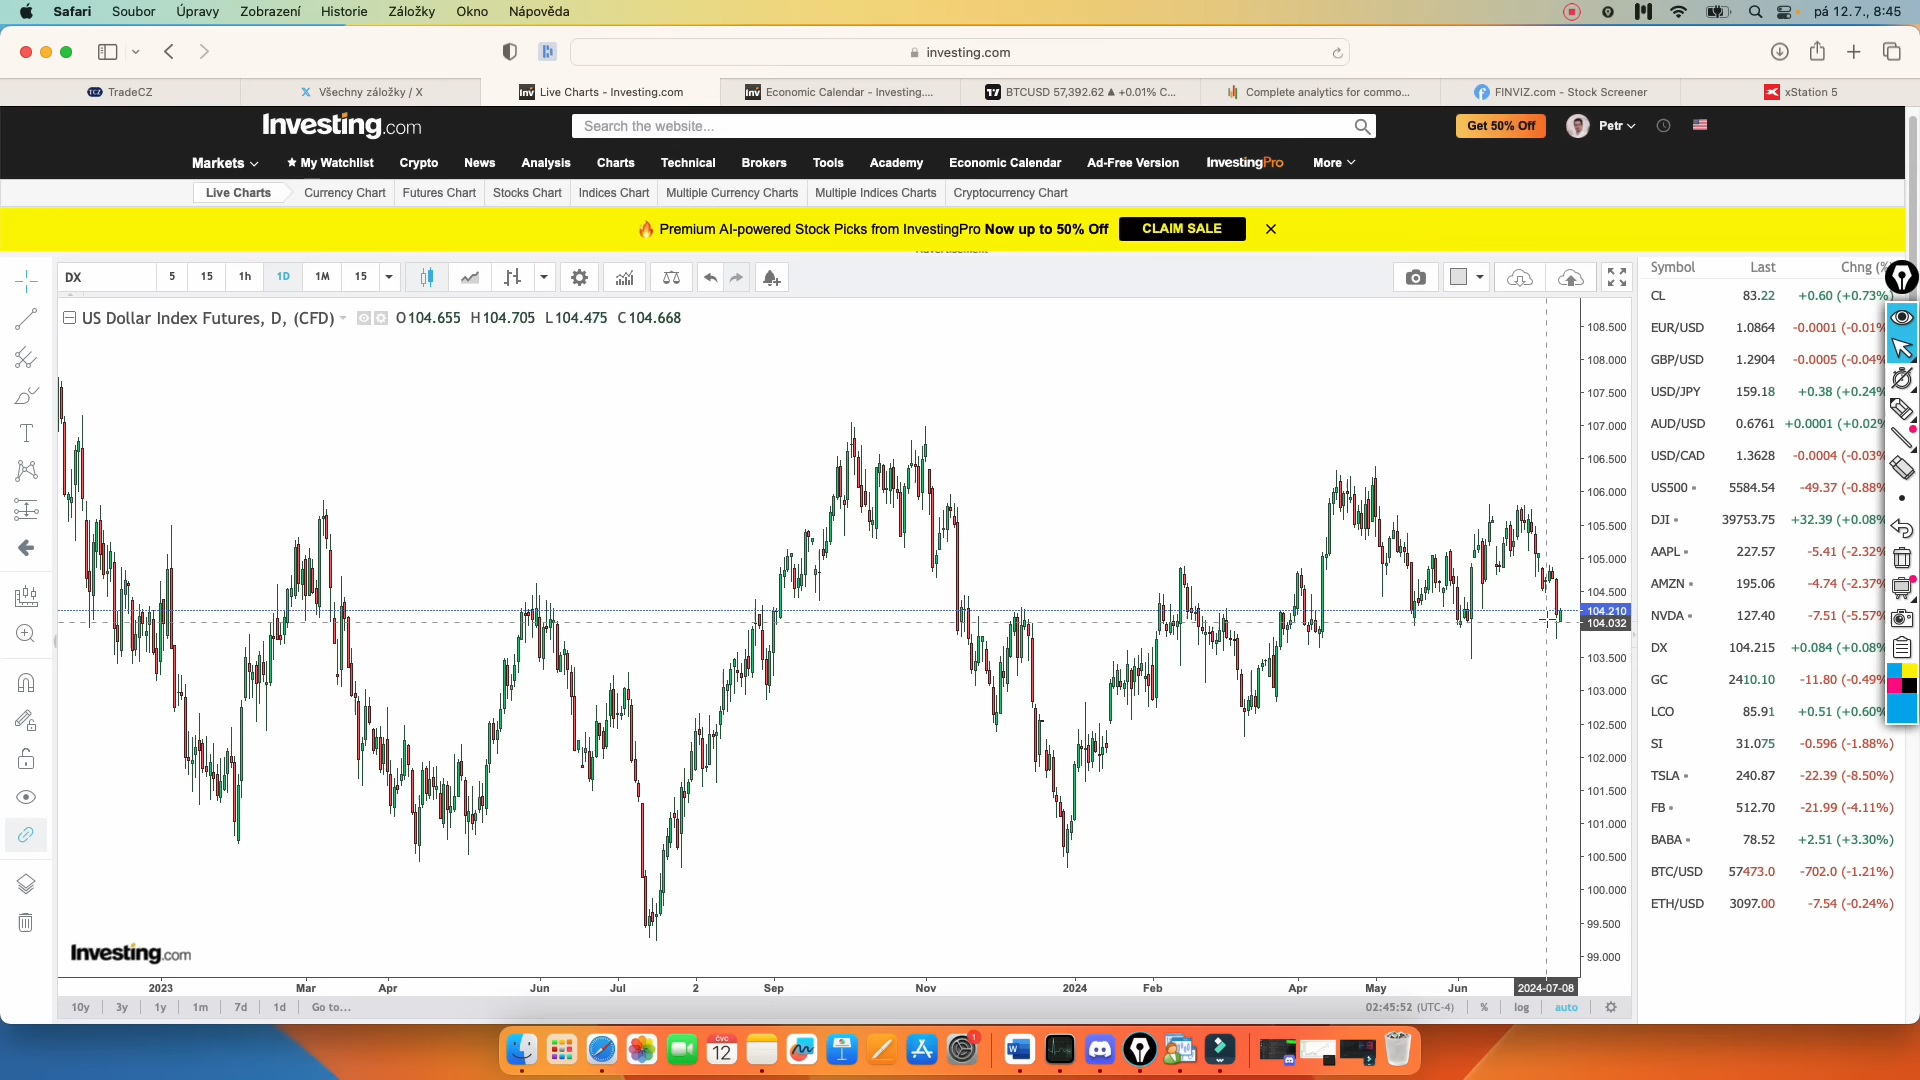 Safari Soubor Úpravy Zobrazení Historie Záložky Okno Nápověda pá 12.7., 8:45
investing.com
TradeCZ Všechny záložky / X Live Charts - Investing.com Economic Calendar - Investing.... BTCUSD 57,392.62 ▲ +0.01% C... Complete analytics for commo... FINVIZ.com - Stock Screener xStation 5
Investing.com Search the website... Get 50% Off Petr
Markets My Watchlist Crypto News Analysis Charts Technical Brokers Tools Academy Economic Calendar Ad-Free Version InvestingPro More
Live Charts Currency Chart Futures Chart Stocks Chart Indices Chart Multiple Currency Charts Multiple Indices Charts Cryptocurrency Chart
Premium AI-powered Stock Picks from InvestingPro Now up to 50% Off CLAIM SALE
DX 5 15 1h 1D 1M 15
US Dollar Index Futures, D, (CFD) O104.655 H104.705 L104.475 C104.668
108.500
108.000
107.500
107.000
106.500
106.000
105.500
105.000
104.500
104.210
104.032
103.500
103.000
102.500
102.000
101.500
101.000
100.500
100.000
99.500
99.000
Symbol Last Chng (%
CL 83.22 +0.60 (+0.73%)
EUR/USD 1.0864 -0.0001 (-0.01%
GBP/USD 1.2904 -0.0005 (-0.04%
USD/JPY 159.18 +0.38 (+0.24%
AUD/USD 0.6761 +0.0001 (+0.02%
USD/CAD 1.3628 -0.0004 (-0.03%
US500 5584.54 -49.37 (-0.88%
DJI 39753.75 +32.39 (+0.08%
AAPL 227.57 -5.41 (-2.32%
AMZN 195.06 -4.74 (-2.37%
NVDA 127.40 -7.51 (-5.57%
DX 104.215 +0.084 (+0.08%
GC 2410.10 -11.80 (-0.49%
LCO 85.91 +0.51 (+0.60%
SI 31.075 -0.596 (-1.88%)
TSLA 240.87 -22.39 (-8.50%)
FB 512.70 -21.99 (-4.11%)
BABA 78.52 +2.51 (+3.30%)
BTC/USD 57473.0 -702.0 (-1.21%)
ETH/USD 3097.00 -7.54 (-0.24%)
Investing.com
2023 Mar Apr Jun Jul 2 Sep Nov 2024 Feb Apr May Jun 2024-07-08
10y 3y 1y 1m 7d 1d Go to... 02:45:52 (UTC-4) % log auto
ČVC
12
1